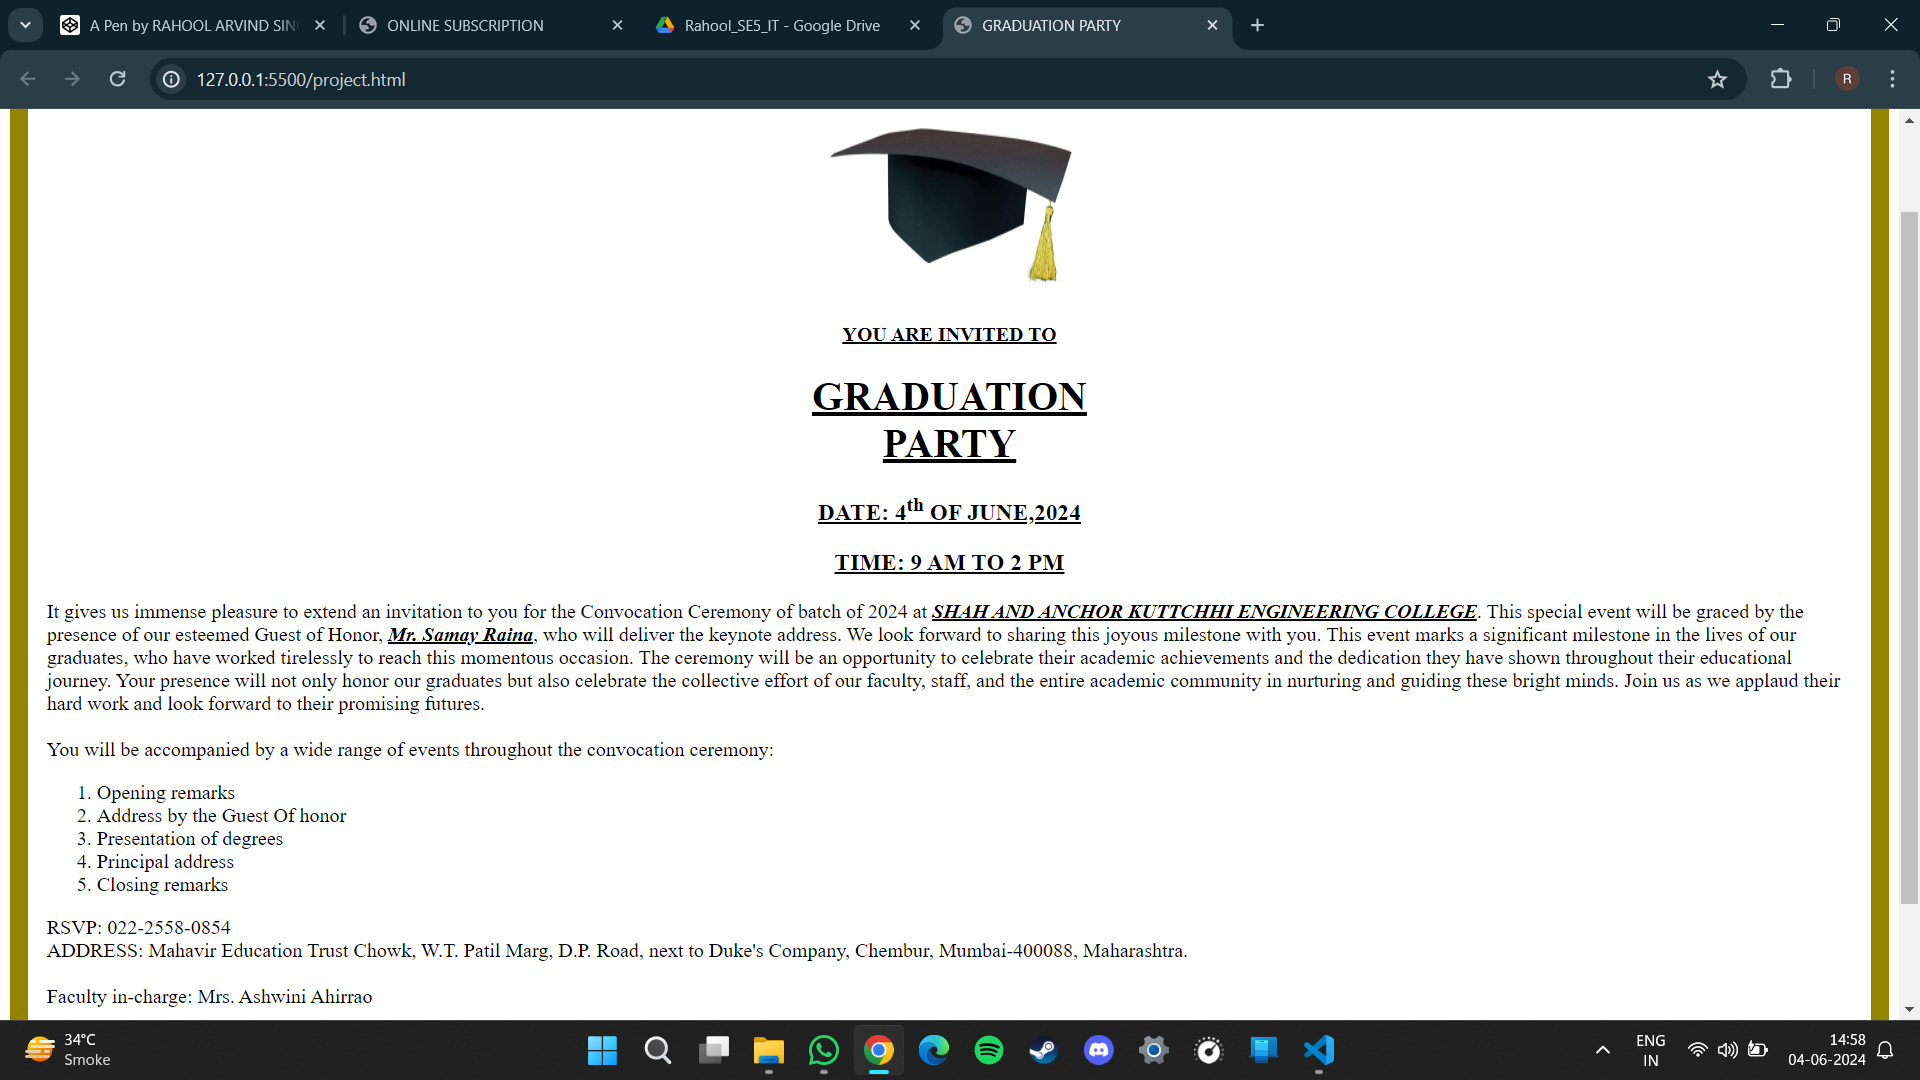 A Pen by RAHOOL ARVIND SIN
ONLINE SUBSCRIPTION
Rahool_SE5_IT - Google Drive
GRADUATION PARTY
127.0.0.1:5500/project.html
R
YOU ARE INVITED TO
GRADUATION
PARTY
DATE: 4th OF JUNE,2024
TIME: 9 AM TO 2 PM
It gives us immense pleasure to extend an invitation to you for the Convocation Ceremony of batch of 2024 at SHAH AND ANCHOR KUTTCHHI ENGINEERING COLLEGE. This special event will be graced by the
presence of our esteemed Guest of Honor, Mr. Samay Raina, who will deliver the keynote address. We look forward to sharing this joyous milestone with you. This event marks a significant milestone in the lives of our
graduates, who have worked tirelessly to reach this momentous occasion. The ceremony will be an opportunity to celebrate their academic achievements and the dedication they have shown throughout their educational
journey. Your presence will not only honor our graduates but also celebrate the collective effort of our faculty, staff, and the entire academic community in nurturing and guiding these bright minds. Join us as we applaud their
hard work and look forward to their promising futures.
You will be accompanied by a wide range of events throughout the convocation ceremony:
1. Opening remarks
2. Address by the Guest Of honor
3. Presentation of degrees
4. Principal address
5. Closing remarks
RSVP: 022-2558-0854
ADDRESS: Mahavir Education Trust Chowk, W.T. Patil Marg, D.P. Road, next to Duke's Company, Chembur, Mumbai-400088, Maharashtra.
Faculty in-charge: Mrs. Ashwini Ahirrao
34°C
Smoke
ENG
IN
14:58
04-06-2024